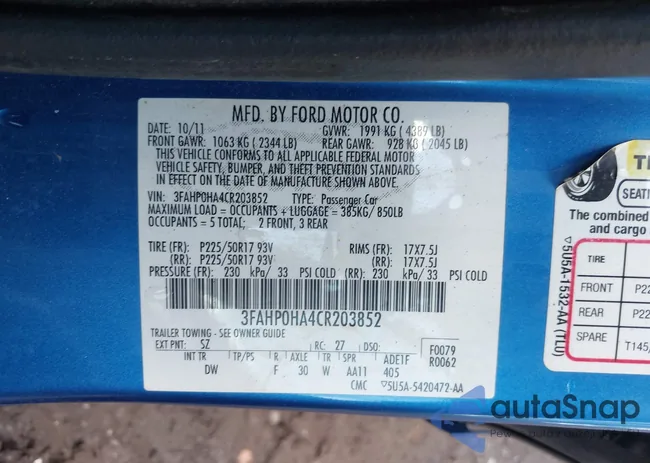 MFD. BY FORD MOTOR CO.
DATE: 10/11 GVWR: 1991 KG ( 4389 LB)
FRONT GAWR: 1063 KG ( 2344 LB) REAR GAWR: 928 KG ( 2045 LB)
THIS VEHICLE CONFORMS TO ALL APPLICABLE FEDERAL MOTOR
VEHICLE SAFETY, BUMPER, AND THEFT PREVENTION STANDARDS
IN EFFECT ON THE DATE OF MANUFACTURE SHOWN ABOVE.
VIN: 3FAHP0HA4CR203852 TYPE: Passenger Car
MAXIMUM LOAD = OCCUPANTS + LUGGAGE = 385KG/ 850LB
OCCUPANTS = 5 TOTAL; 2 FRONT, 3 REAR
TIRE (FR): P225/50R17 93V RIMS (FR): 17X7.5J
(RR): P225/50R17 93V (RR): 17X7.5J
PRESSURE (FR): 230 kPa/ 33 PSI COLD (RR): 230 kPa/ 33 PSI COLD
3FAHP0HA4CR203852
TRAILER TOWING - SEE OWNER GUIDE
EXT PNT: SZ RC: 27 DSO: F0079
R0062
INT TR TP/PS R AXLE TR SPR ADE1F
DW F 30 W AA11 405
CMC 5U5A-5420472-AA
SEATIN
The combined
and cargo
TIRE
FRONT P22
REAR P22
SPARE T145/
5U5A-1532-AA (TLU)
autoSnap